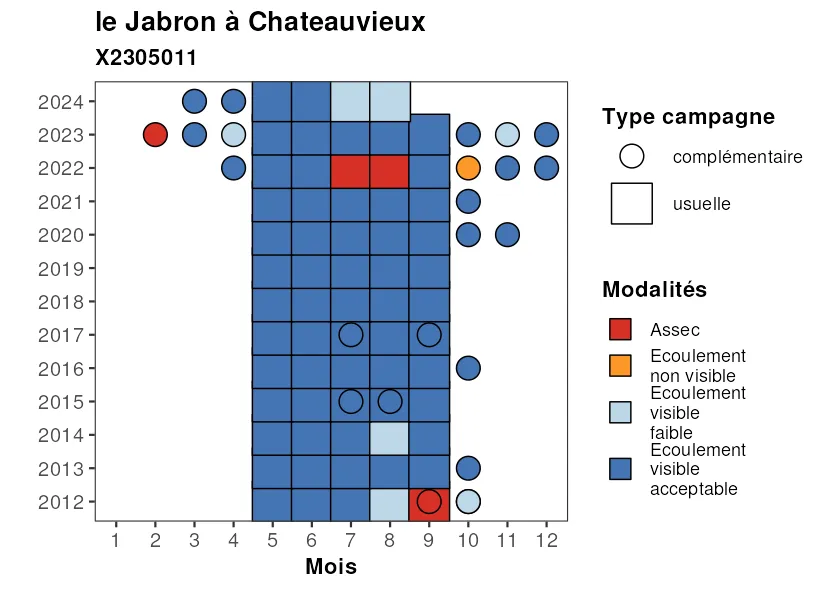 le Jabron à Chateauvieux
X2305011
2024
2023
2022
2021
2020
2019
2018
2017
2016
2015
2014
2013
2012
1 2 3 4 5 6 7 8 9 10 11 12
Mois
Type campagne
complémentaire
usuelle
Modalités
Assec
Ecoulement
non visible
Ecoulement
visible
faible
Ecoulement
visible
acceptable